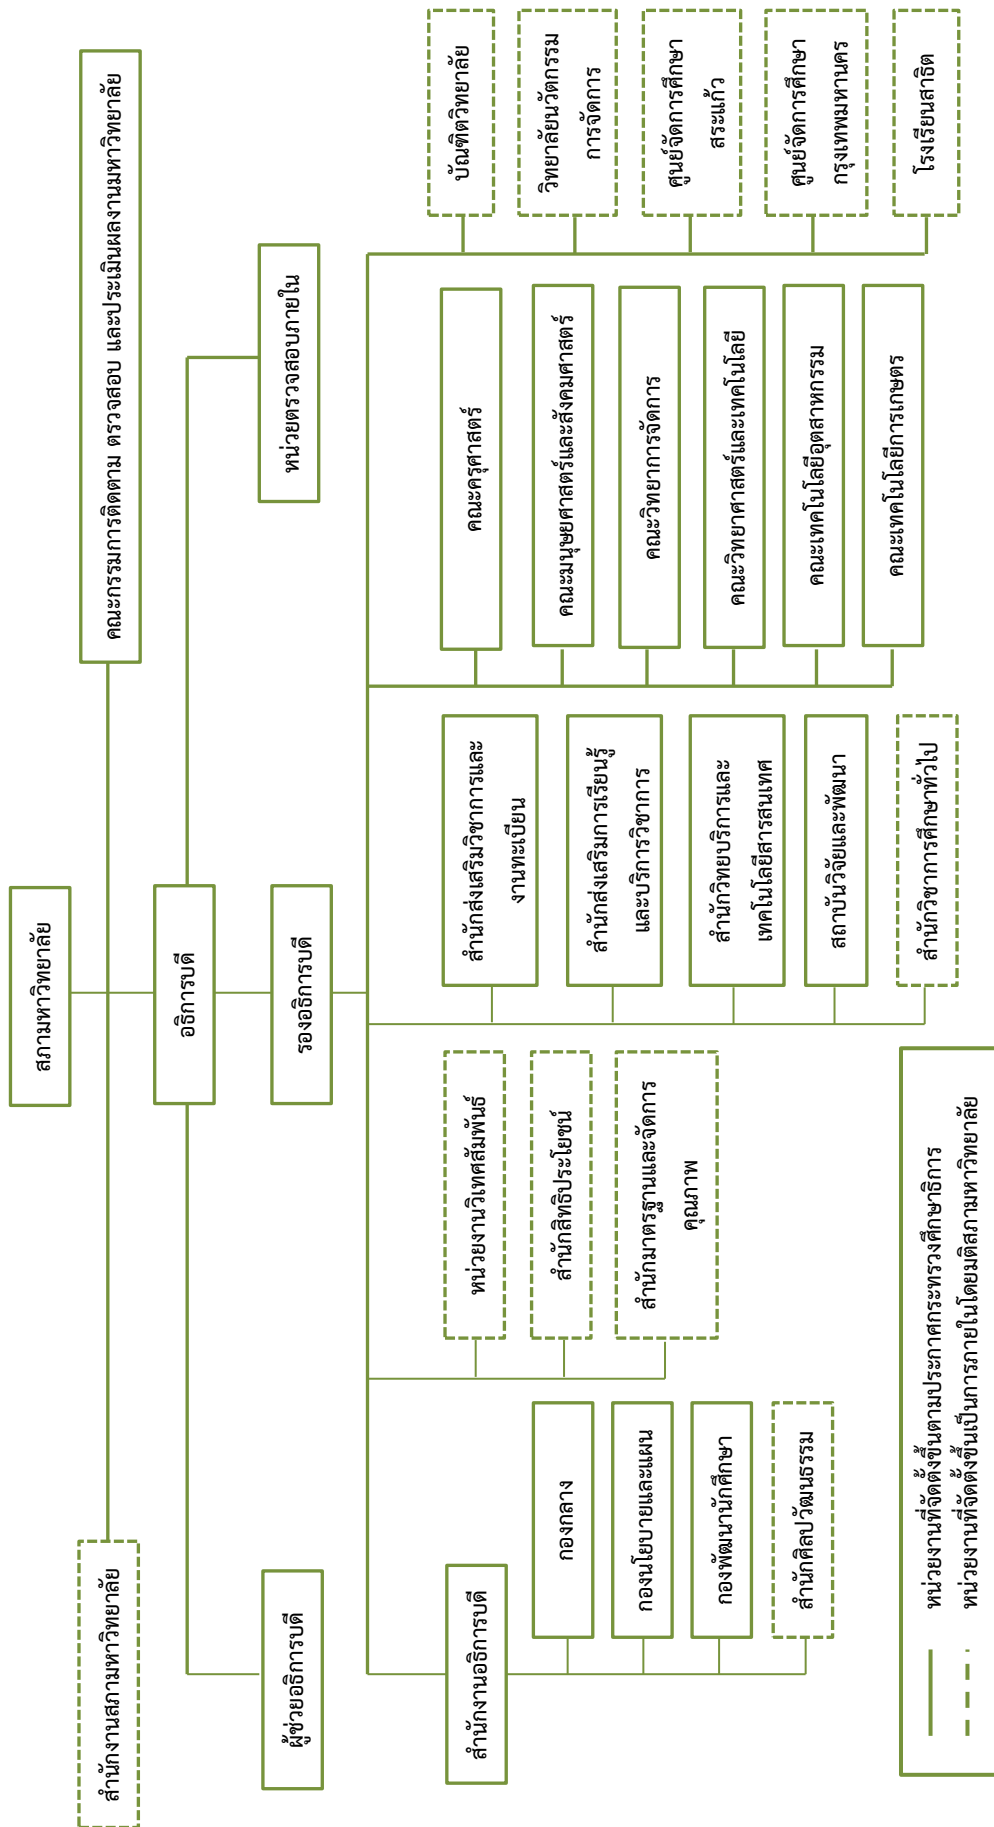 สภามหาวิทยาลัย
สำนักงานสภามหาวิทยาลัย
คณะกรรมการติดตาม ตรวจสอบ และประเมินผลงานมหาวิทยาลัย
อธิการบดี
ผู้ช่วยอธิการบดี
รองอธิการบดี
หน่วยตรวจสอบภายใน
สำนักงานอธิการบดี
กองกลาง
กองนโยบายและแผน
กองพัฒนานักศึกษา
สำนักศิลปวัฒนธรรม
หน่วยงานวิเทศสัมพันธ์
สำนักสิทธิประโยชน์
สำนักมาตรฐานและจัดการ
คุณภาพ
สำนักส่งเสริมวิชาการและ
งานทะเบียน
สำนักส่งเสริมการเรียนรู้
และบริการวิชาการ
สำนักวิทยบริการและ
เทคโนโลยีสารสนเทศ
สถาบันวิจัยและพัฒนา
สำนักวิชาการศึกษาทั่วไป
คณะครุศาสตร์
คณะมนุษยศาสตร์และสังคมศาสตร์
คณะวิทยาการจัดการ
คณะวิทยาศาสตร์และเทคโนโลยี
คณะเทคโนโลยีอุตสาหกรรม
คณะเทคโนโลยีการเกษตร
บัณฑิตวิทยาลัย
วิทยาลัยนวัตกรรม
การจัดการ
ศูนย์จัดการศึกษา
สระแก้ว
ศูนย์จัดการศึกษา
กรุงเทพมหานคร
โรงเรียนสาธิต
หน่วยงานที่จัดตั้งขึ้นตามประกาศกระทรวงศึกษาธิการ
หน่วยงานที่จัดตั้งขึ้นเป็นการภายในโดยมติสภามหาวิทยาลัย